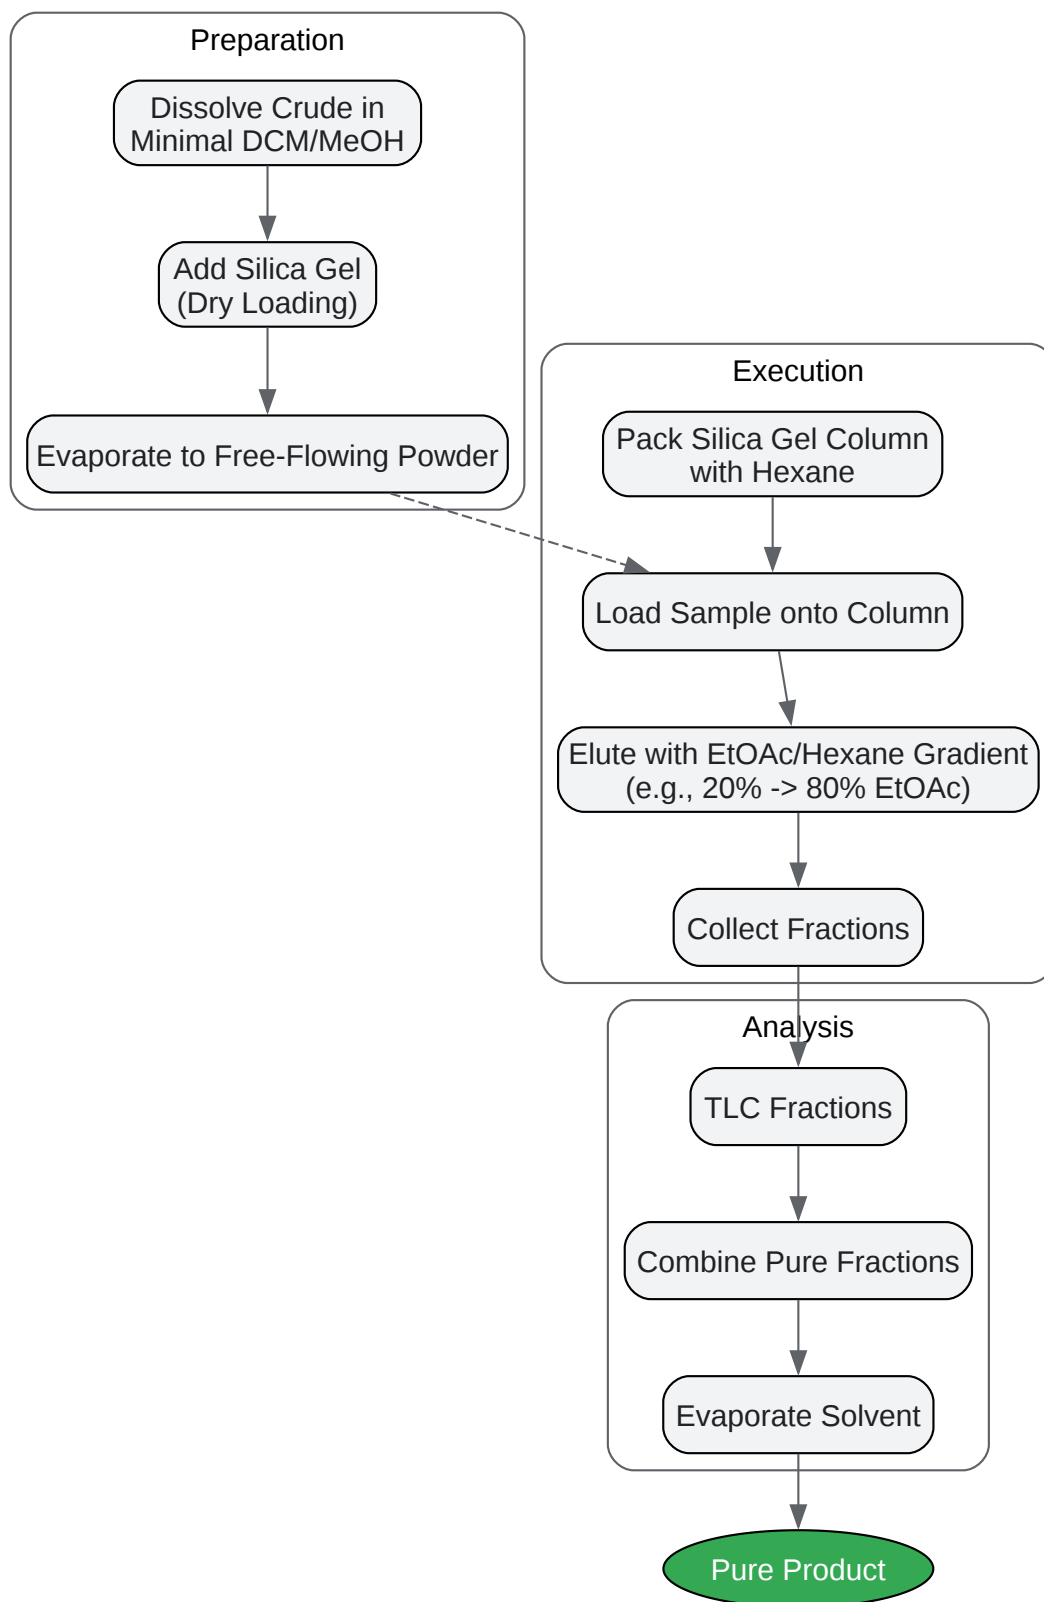 Preparation
Dissolve Crude in
Minimal DCM/MeOH
Add Silica Gel
(Dry Loading)
Evaporate to Free-Flowing Powder
Execution
Pack Silica Gel Column
with Hexane
Load Sample onto Column
Elute with EtOAc/Hexane Gradient
(e.g., 20% -> 80% EtOAc)
Collect Fractions
Analysis
TLC Fractions
Combine Pure Fractions
Evaporate Solvent
Pure Product